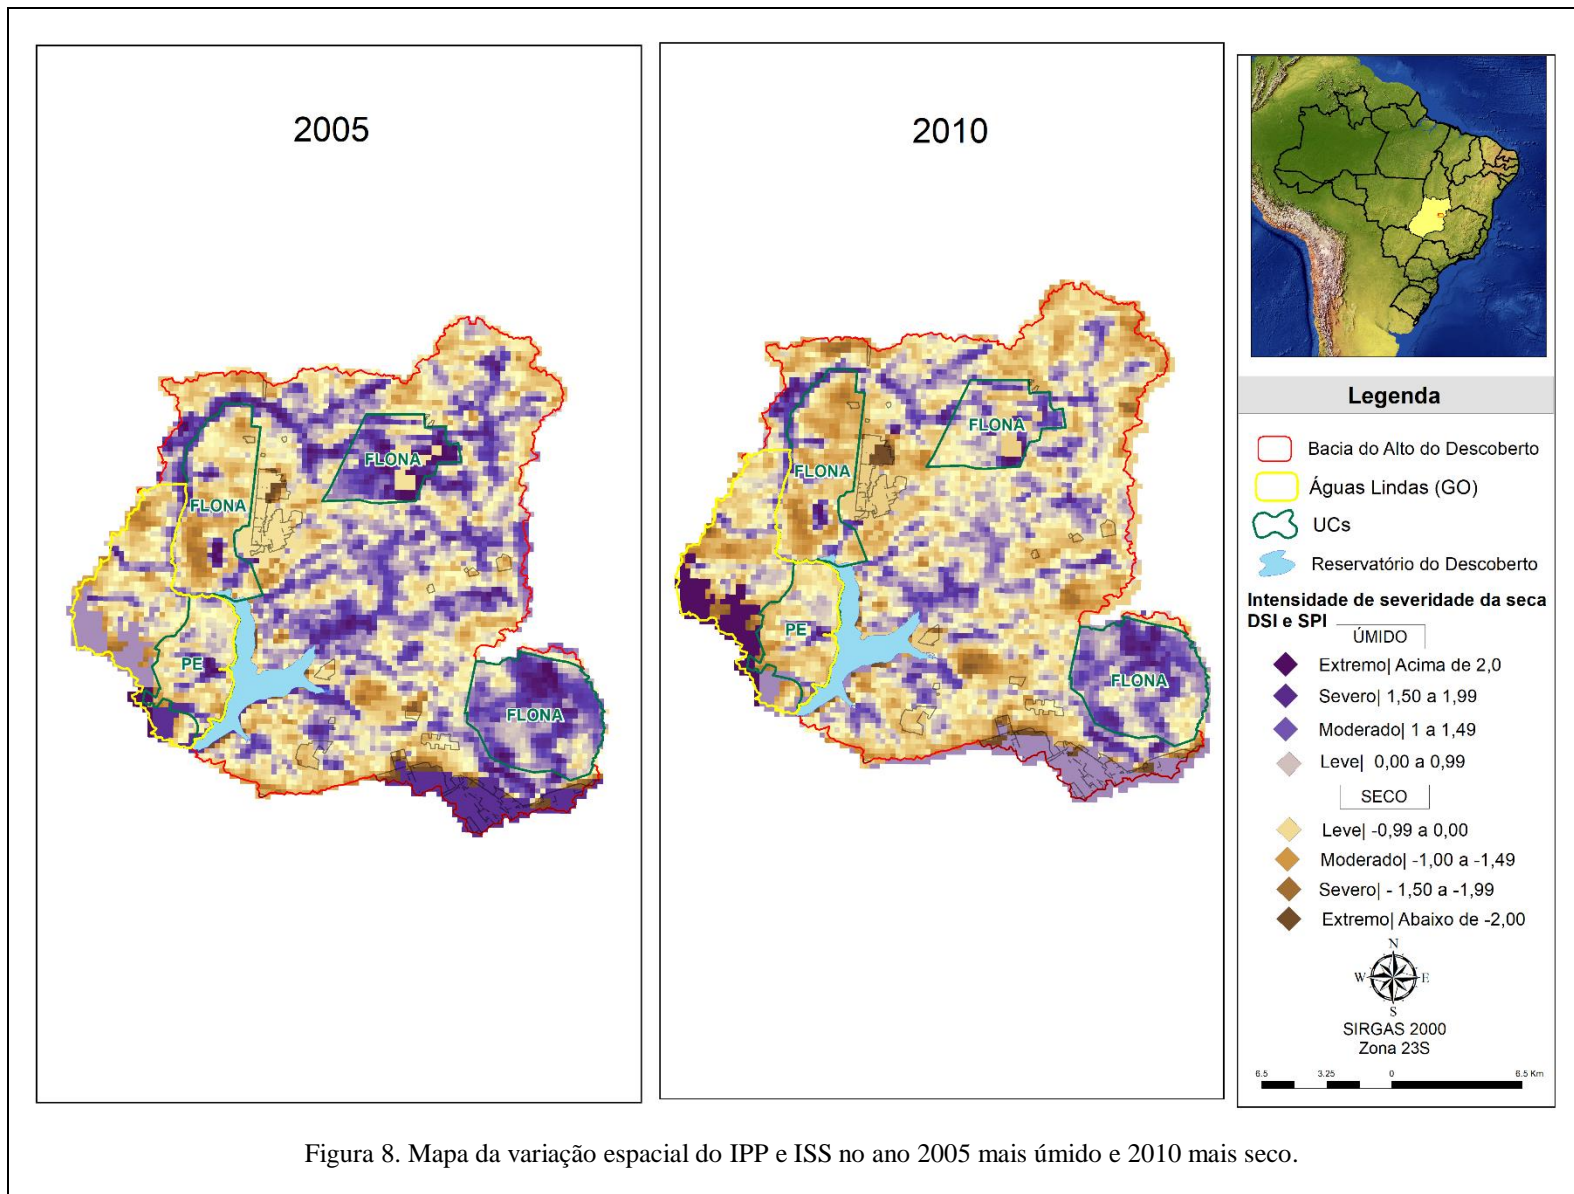 2005
FLONA
FLONA
PE
FLONA
2010
FLONA
FLONA
PE
FLONA
Legenda
Bacia do Alto do Descoberto
Águas Lindas (GO)
UCs
Reservatório do Descoberto
Intensidade de severidade da seca
DSI e SPI
ÚMIDO
Extremo| Acima de 2,0
Severo| 1,50 a 1,99
Moderado| 1 a 1,49
Leve| 0,00 a 0,99
SECO
Leve| -0,99 a 0,00
Moderado| -1,00 a -1,49
Severo| - 1,50 a -1,99
Extremo| Abaixo de -2,00
N
W E
S
SIRGAS 2000
Zona 23S
6.5 3.25 0 6.5 Km
Figura 8. Mapa da variação espacial do IPP e ISS no ano 2005 mais úmido e 2010 mais seco.